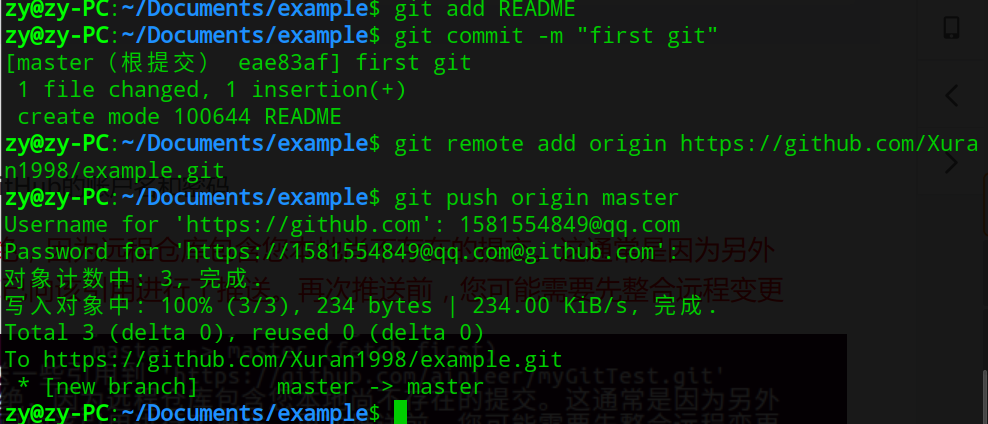 zy@zy-PC:~/Documents/example$ git add README
zy@zy-PC:~/Documents/example$ git commit -m "first git"
[master (根提交) eae83af] first git
 1 file changed, 1 insertion(+)
 create mode 100644 README
zy@zy-PC:~/Documents/example$ git remote add origin https://github.com/Xura
n1998/example.git
zy@zy-PC:~/Documents/example$ git push origin master
Username for 'https://github.com': 1581554849@qq.com
Password for 'https://1581554849@qq.com@github.com':
对象计数中: 3, 完成.
写入对象中: 100% (3/3), 234 bytes | 234.00 KiB/s, 完成.
Total 3 (delta 0), reused 0 (delta 0)
To https://github.com/Xuran1998/example.git
 * [new branch]      master -> master
zy@zy-PC:~/Documents/example$